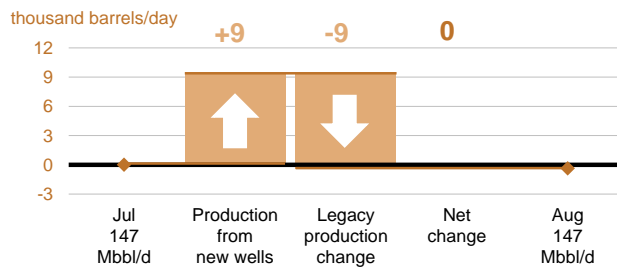 thousand barrels/day
+9 -9 0
12
9
6
3
0
-3
Jul
147
Mbbl/d
Production
from
new wells
Legacy
production
change
Net
change
Aug
147
Mbbl/d